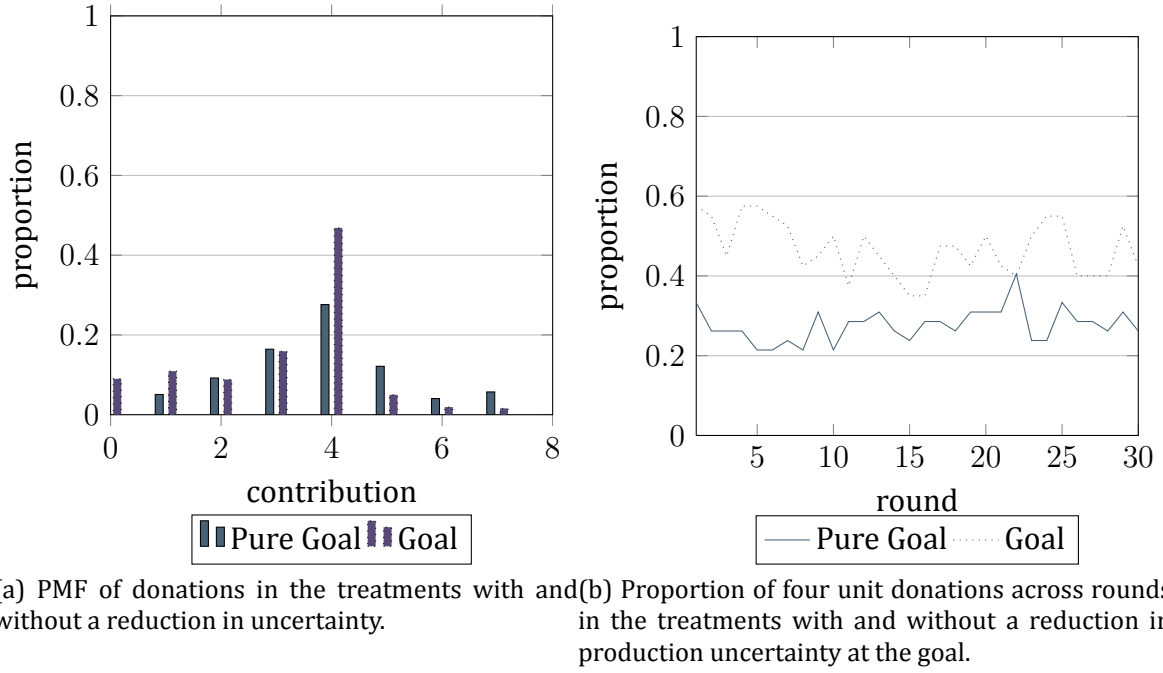 1
0.8
0.6
0.4
0.2
0
proportion
0 2 4 6 8
contribution
Pure Goal Goal
(a) PMF of donations in the treatments with and
without a reduction in uncertainty.
1
0.8
0.6
0.4
0.2
0
proportion
5 10 15 20 25 30
round
Pure Goal Goal
(b) Proportion of four unit donations across rounds
in the treatments with and without a reduction in
production uncertainty at the goal.